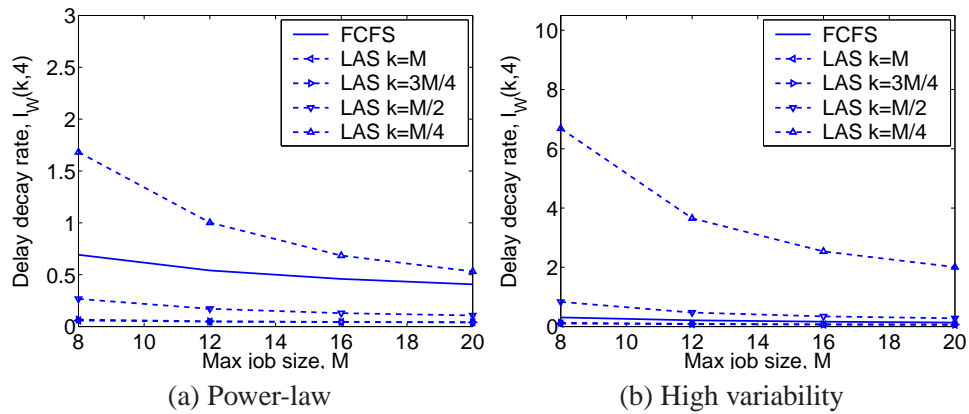 3
2.5
2
1.5
1
0.5
0
Delay decay rate, I_W(k,4)
8 10 12 14 16 18 20
Max job size, M
FCFS
LAS k=M
LAS k=3M/4
LAS k=M/2
LAS k=M/4
(a) Power-law
10
8
6
4
2
0
Delay decay rate, I_W(k,4)
8 10 12 14 16 18 20
Max job size, M
FCFS
LAS k=M
LAS k=3M/4
LAS k=M/2
LAS k=M/4
(b) High variability